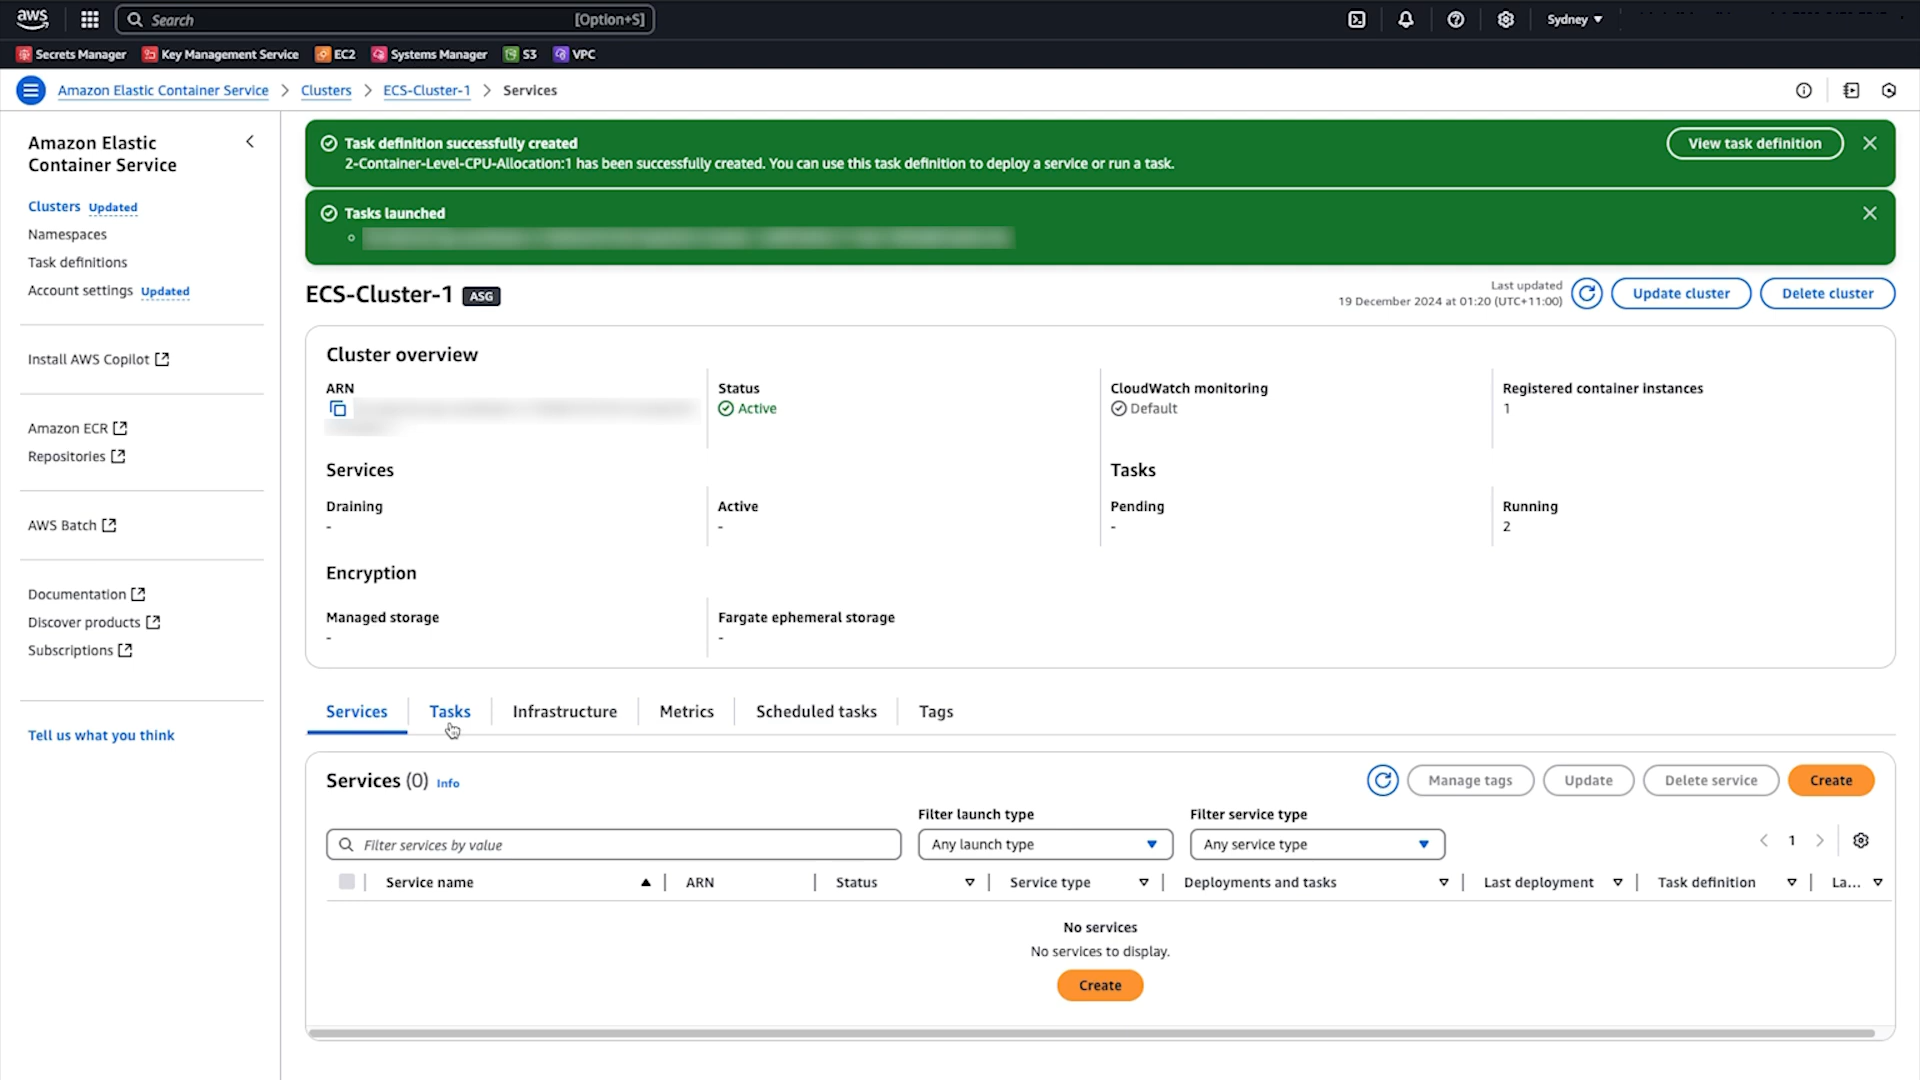 aws
Search
[Option+S]
Sydney
Secrets Manager
Key Management Service
EC2
Systems Manager
S3
VPC
Amazon Elastic Container Service
Clusters
ECS-Cluster-1
Services
Amazon Elastic
Container Service
Clusters Updated
Namespaces
Task definitions
Account settings Updated
Install AWS Copilot
Amazon ECR
Repositories
AWS Batch
Documentation
Discover products
Subscriptions
Tell us what you think
Task definition successfully created
2-Container-Level-CPU-Allocation:1 has been successfully created. You can use this task definition to deploy a service or run a task.
View task definition
Tasks launched
ECS-Cluster-1 ASG
Last updated
19 December 2024 at 01:20 (UTC+11:00)
Update cluster
Delete cluster
Cluster overview
ARN
Status
Active
CloudWatch monitoring
Default
Registered container instances
1
Services
Tasks
Draining
-
Active
-
Pending
-
Running
2
Encryption
Managed storage
-
Fargate ephemeral storage
-
Services
Tasks
Infrastructure
Metrics
Scheduled tasks
Tags
Services (0) Info
Manage tags
Update
Delete service
Create
Filter services by value
Filter launch type
Any launch type
Filter service type
Any service type
1
Service name
ARN
Status
Service type
Deployments and tasks
Last deployment
Task definition
La...
No services
No services to display.
Create